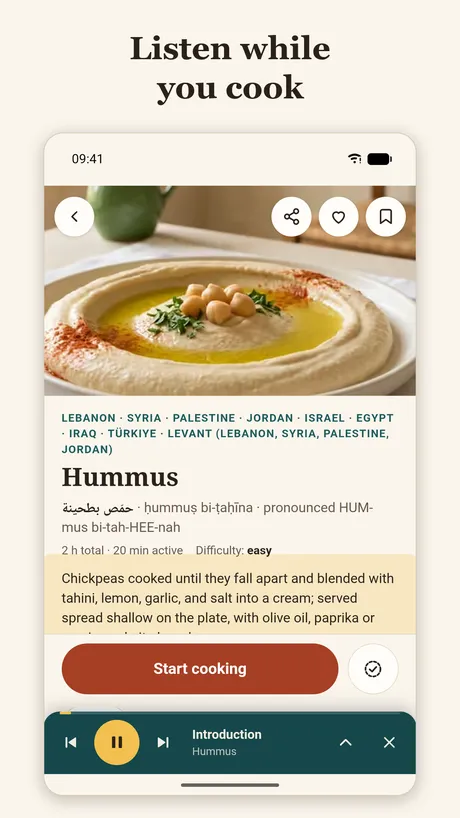 Listen while
you cook
09:41
LEBANON · SYRIA · PALESTINE · JORDAN · ISRAEL · EGYPT
· IRAQ · TÜRKIYE · LEVANT (LEBANON, SYRIA, PALESTINE,
JORDAN)
Hummus
حمّص بطحينة · ḥummuṣ bi-ṭaḥīna · pronounced HUM-
mus bi-tah-HEE-nah
2 h total · 20 min active Difficulty: easy
Chickpeas cooked until they fall apart and blended with
tahini, lemon, garlic, and salt into a cream; served
spread shallow on the plate, with olive oil, paprika or
Start cooking
Introduction
Hummus